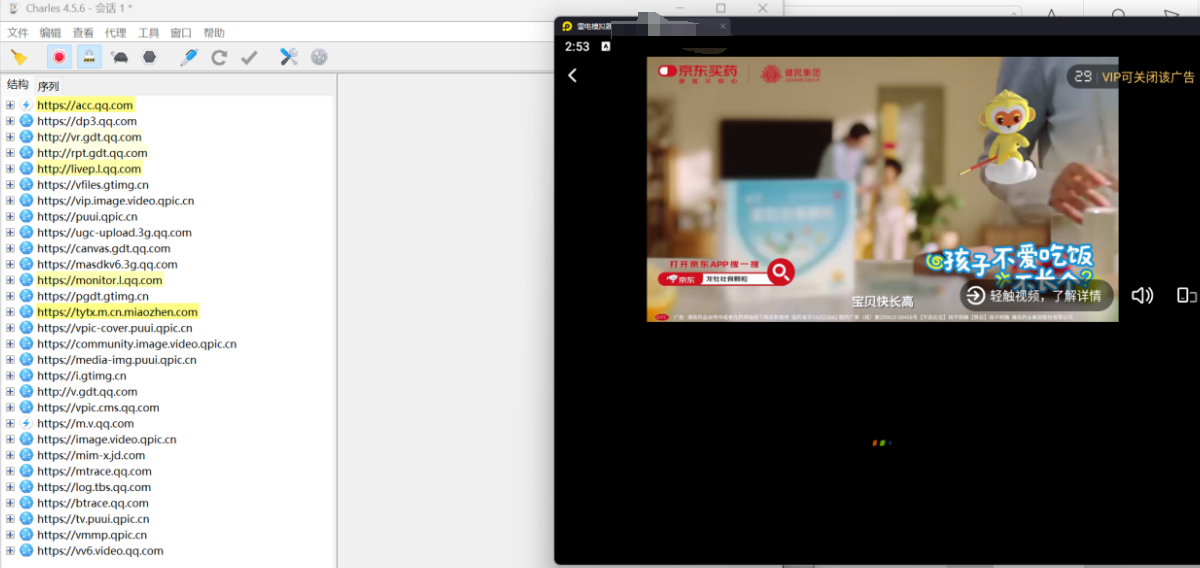 Charles 4.5.6 - 会话 1 *
文件 编辑 查看 代理 工具 窗口 帮助
结构 序列
https://acc.qq.com
https://dp3.qq.com
http://vr.gdt.qq.com
http://rpt.gdt.qq.com
http://livep.l.qq.com
https://vfiles.gtimg.cn
https://vip.image.video.qpic.cn
https://puui.qpic.cn
https://ugc-upload.3g.qq.com
https://canvas.gdt.qq.com
https://masdkv6.3g.qq.com
https://monitor.l.qq.com
https://pgdt.gtimg.cn
https://tytx.m.cn.miaozhen.com
https://vpic-cover.puui.qpic.cn
https://community.image.video.qpic.cn
https://media-img.puui.qpic.cn
https://i.gtimg.cn
http://v.gdt.qq.com
https://vpic.cms.qq.com
https://m.v.qq.com
https://image.video.qpic.cn
https://mim-x.jd.com
https://mtrace.qq.com
https://log.tbs.qq.com
https://btrace.qq.com
https://tv.puui.qpic.cn
https://vmmp.qpic.cn
https://vv6.video.qq.com
雷电模拟器
2:53 A
京东买药
健民集团
29 VIP可关闭该广告
孩子不爱吃饭
不长个?
打开京东APP搜一搜
京东 龙牡壮骨颗粒
宝贝快长高
轻触视频，了解详情